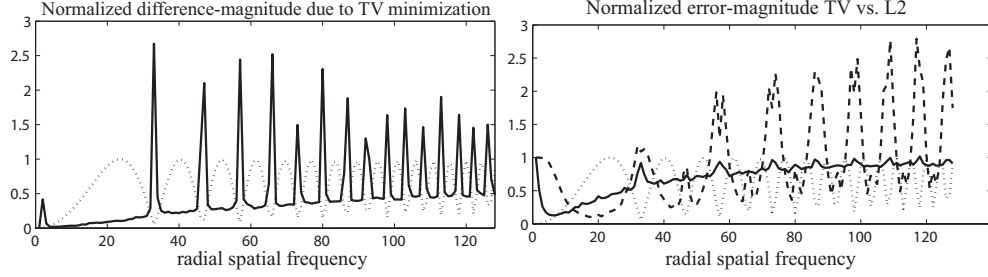 Normalized difference-magnitude due to TV minimization
3
2.5
2
1.5
1
0.5
0
0 20 40 60 80 100 120
radial spatial frequency
Normalized error-magnitude TV vs. L2
3
2.5
2
1.5
1
0.5
0
0 20 40 60 80 100 120 140
radial spatial frequency